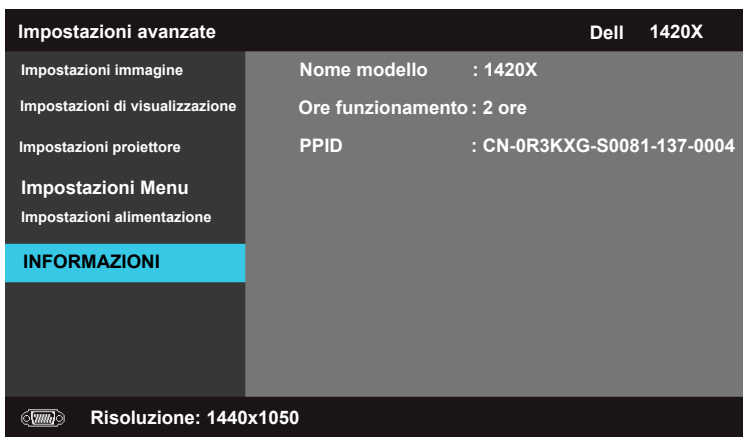 Impostazioni avanzate
Dell 1420X
Impostazioni immagine
Impostazioni di visualizzazione
Impostazioni proiettore
Impostazioni Menu
Impostazioni alimentazione
INFORMAZIONI
Nome modello : 1420X
Ore funzionamento : 2 ore
PPID : CN-0R3KXG-S0081-137-0004
Risoluzione: 1440x1050